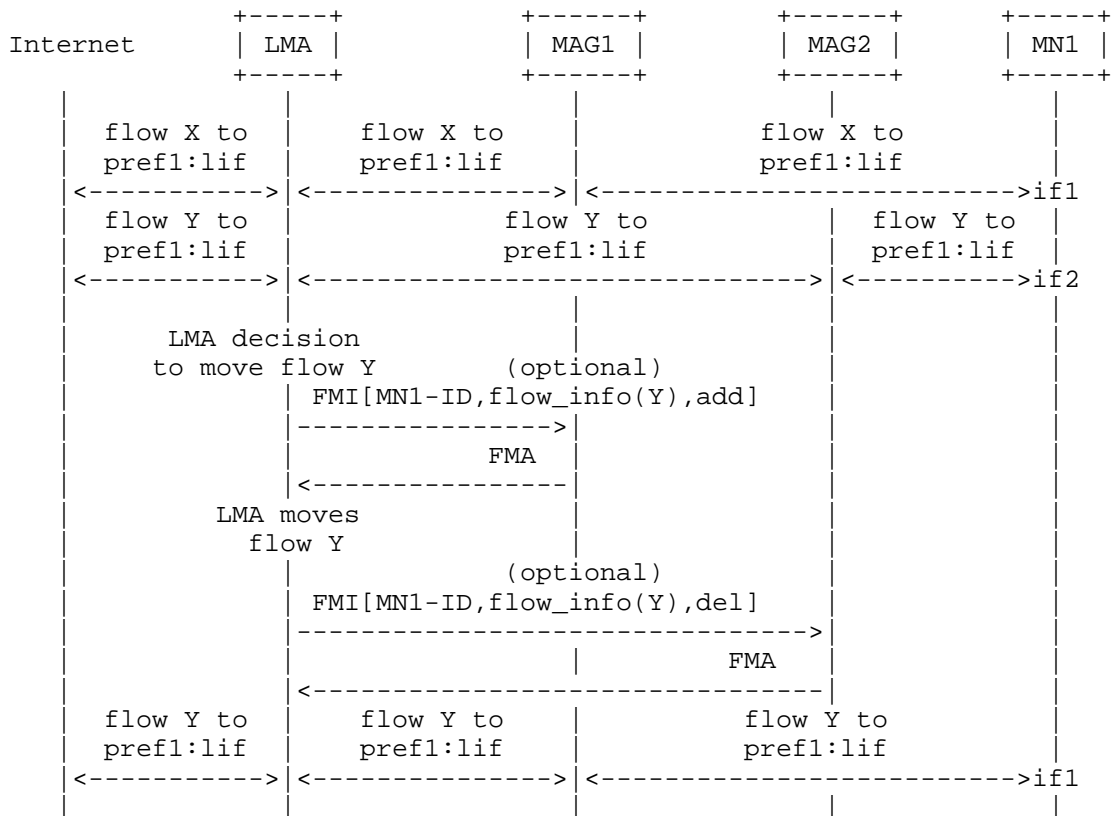 Internet LMA MAG1 MAG2 MN1
flow X to flow X to flow X to
pref1:lif pref1:lif pref1:lif
<----------->|<--------------->|<-------------------------->if1
flow Y to flow Y to flow Y to
pref1:lif pref1:lif pref1:lif
<----------->|<------------------------------->|<---------->if2
LMA decision
to move flow Y (optional)
FMI[MN1-ID,flow_info(Y),add]
FMA
LMA moves
flow Y
(optional)
FMI[MN1-ID,flow_info(Y),del]
FMA
flow Y to flow Y to flow Y to
pref1:lif pref1:lif pref1:lif
<----------->|<--------------->|<-------------------------->if1